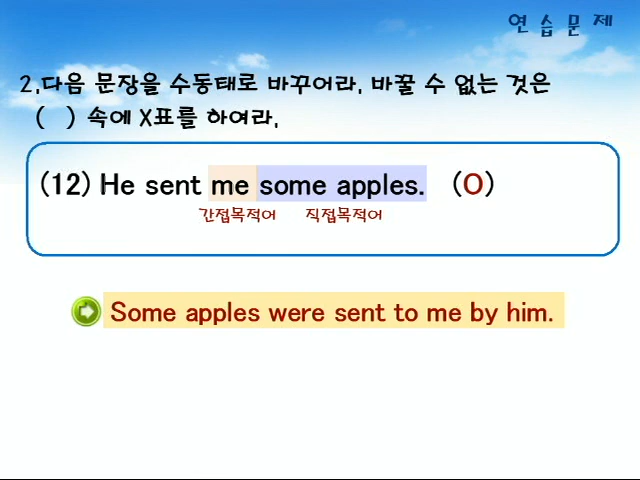 연 습 문 제
2.다음 문장을 수동태로 바꾸어라. 바꿀 수 없는 것은
( ) 속에 X표를 하여라.
(12) He sent me some apples. (O)
간접목적어 직접목적어
Some apples were sent to me by him.